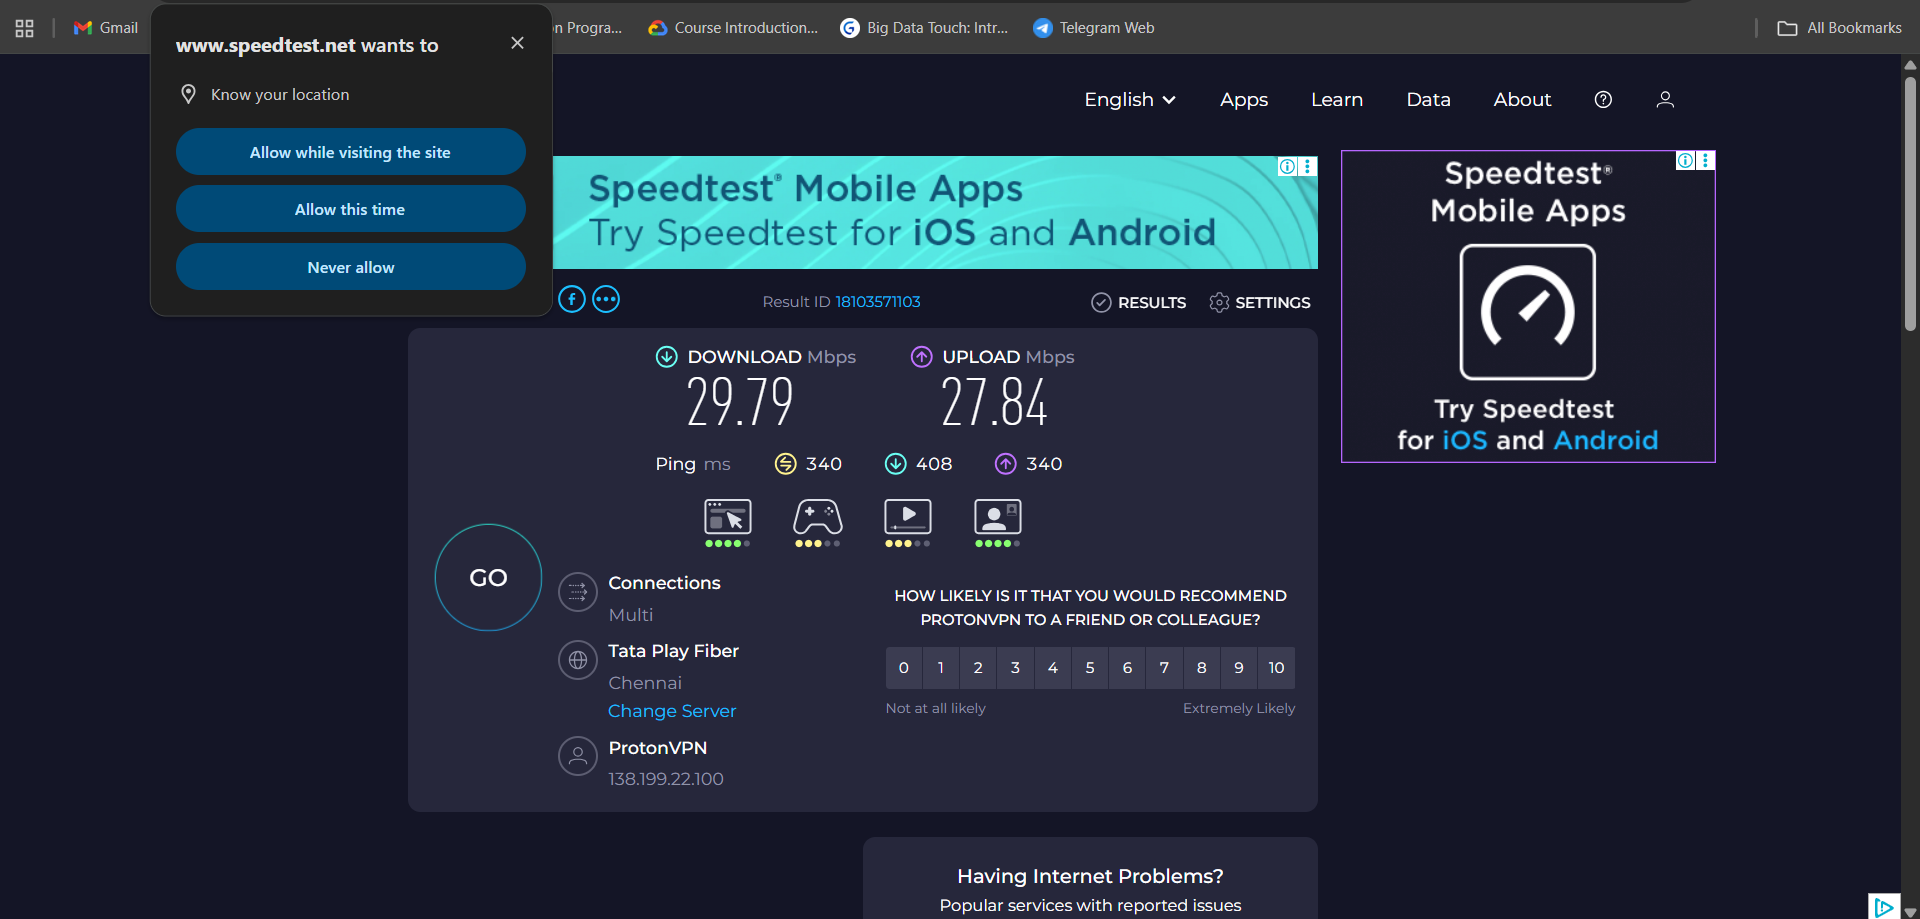 Gmail
n Progra...
Course Introduction...
Big Data Touch: Intr...
Telegram Web
All Bookmarks
www.speedtest.net wants to
Know your location
Allow while visiting the site
Allow this time
Never allow
English
Apps
Learn
Data
About
Speedtest® Mobile Apps
Try Speedtest for iOS and Android
Speedtest®
Mobile Apps
Try Speedtest
for iOS and Android
Result ID 18103571103
RESULTS
SETTINGS
DOWNLOAD Mbps
29.79
UPLOAD Mbps
27.84
Ping ms
340
408
340
GO
Connections
Multi
Tata Play Fiber
Chennai
Change Server
ProtonVPN
138.199.22.100
HOW LIKELY IS IT THAT YOU WOULD RECOMMEND
PROTONVPN TO A FRIEND OR COLLEAGUE?
0 1 2 3 4 5 6 7 8 9 10
Not at all likely
Extremely Likely
Having Internet Problems?
Popular services with reported issues